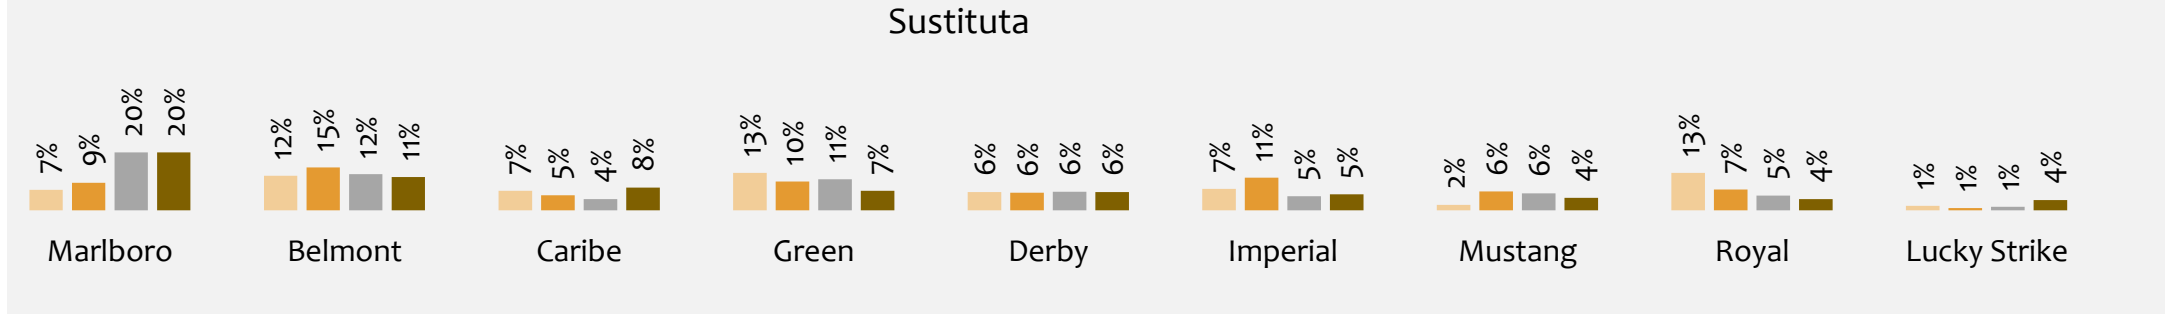 Sustituta
7% 9% 20% 20% 12% 15% 12% 11% 7% 5% 4% 8% 13% 10% 11% 7% 6% 6% 6% 6% 7% 11% 5% 5% 2% 6% 6% 4% 13% 7% 5% 4% 1% 1% 1% 4%
Marlboro Belmont Caribe Green Derby Imperial Mustang Royal Lucky Strike